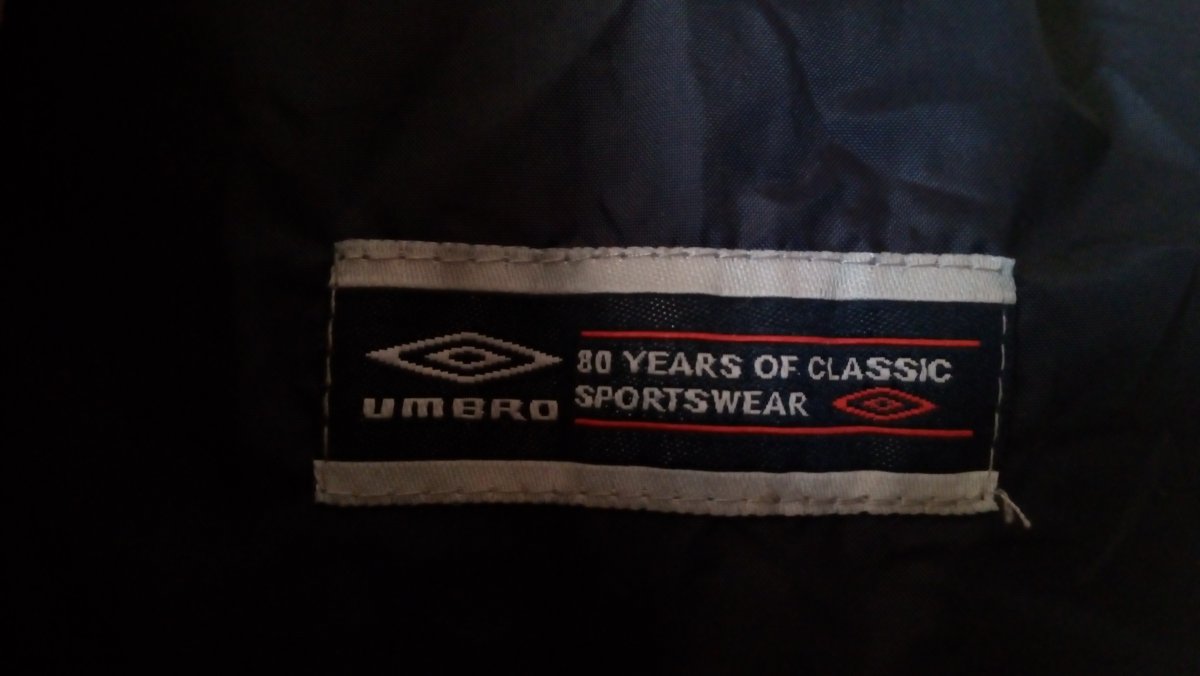 UMBRO
80 YEARS OF CLASSIC
SPORTSWEAR